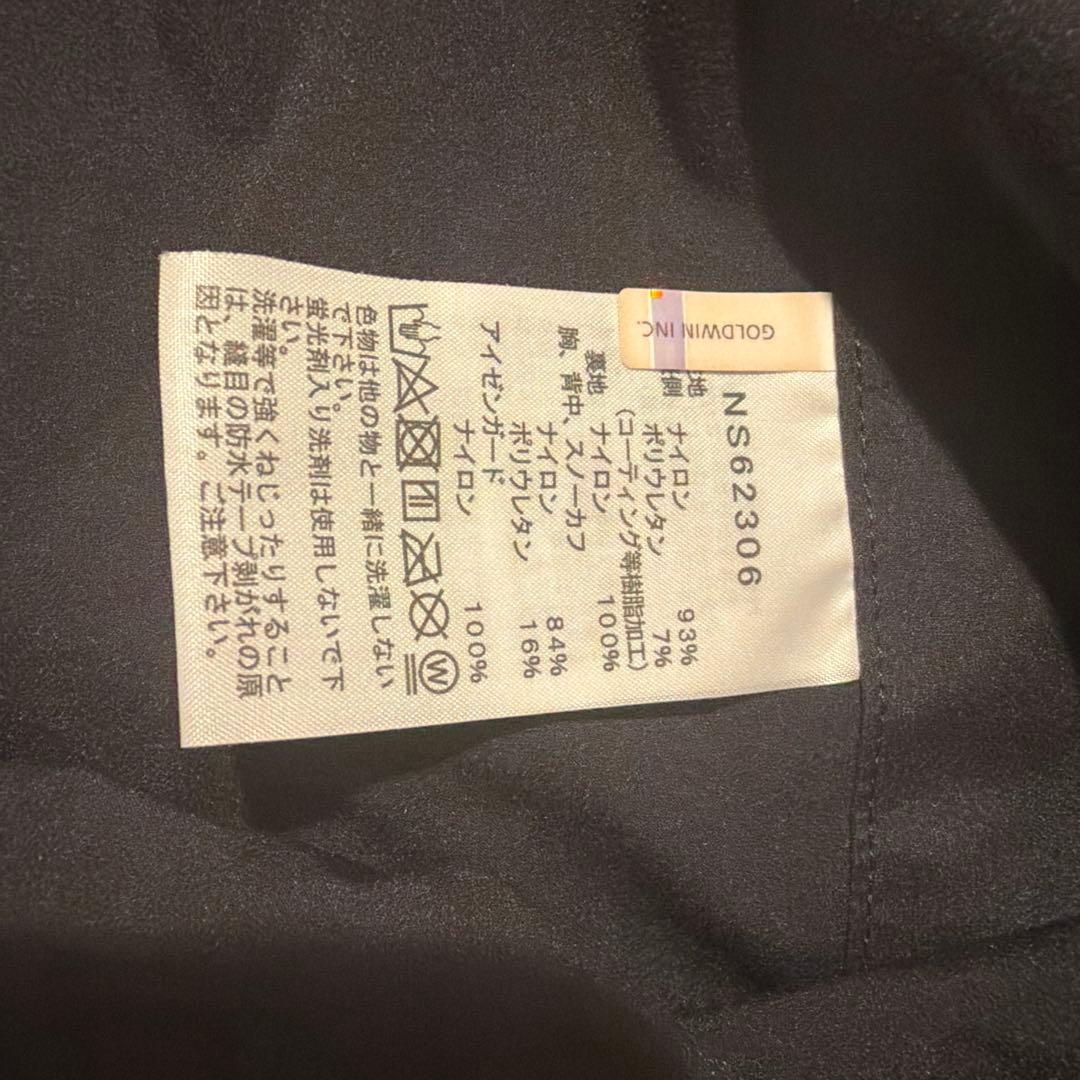 GOLDWIN INC.
NS62306
地
側
ナイロン 93%
ポリウレタン 7%
(コーティング等樹脂加工)
裏地
ナイロン 100%
胸、背中、スノーカフ
ナイロン 84%
ポリウレタン 16%
アイゼンガード
ナイロン 100%
W
色物は他の物と一緒に洗濯しない
で下さい。
蛍光剤入り洗剤は使用しないで下
さい。
洗濯等で強くねじったりすること
は、縫目の防水テープ剥がれの原
因となります。ご注意下さい。